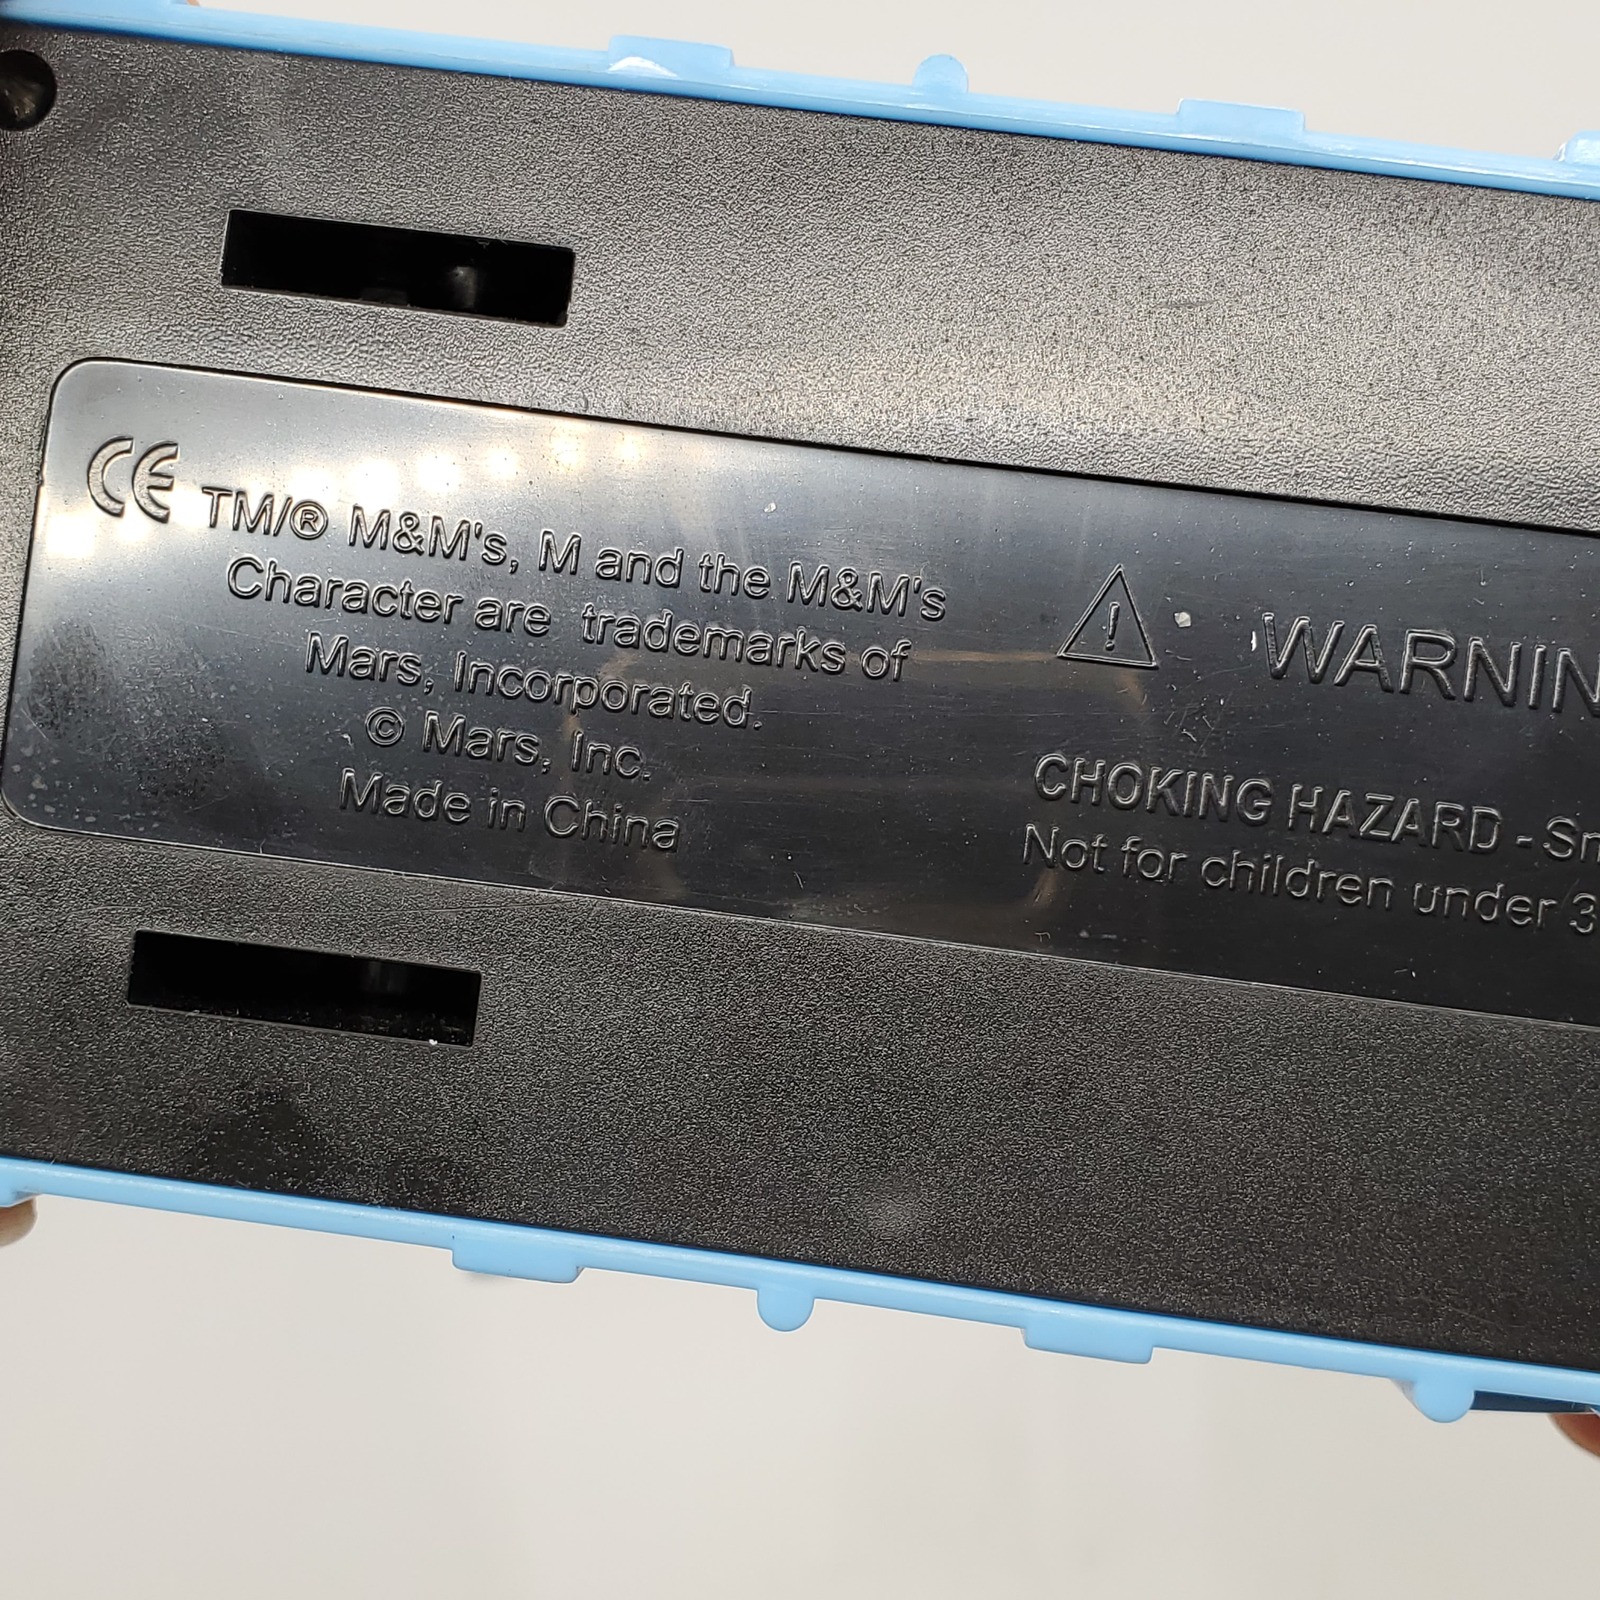 CE
TM/® M&M's, M and the M&M's
Character are trademarks of
Mars, Incorporated.
© Mars, Inc.
Made in China
WARNIN
CHOKING HAZARD - Sm
Not for children under 3